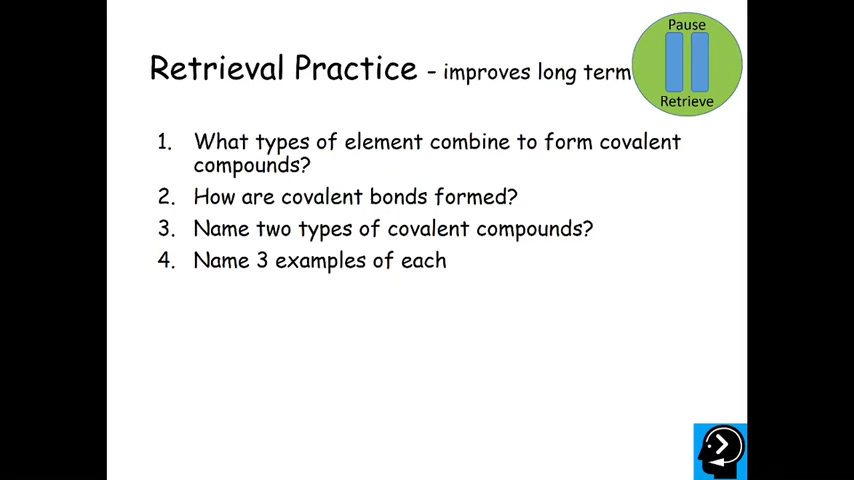 Pause
Retrieval Practice - improves long term
Retrieve
1. What types of element combine to form covalent
compounds?
2. How are covalent bonds formed?
3. Name two types of covalent compounds?
4. Name 3 examples of each